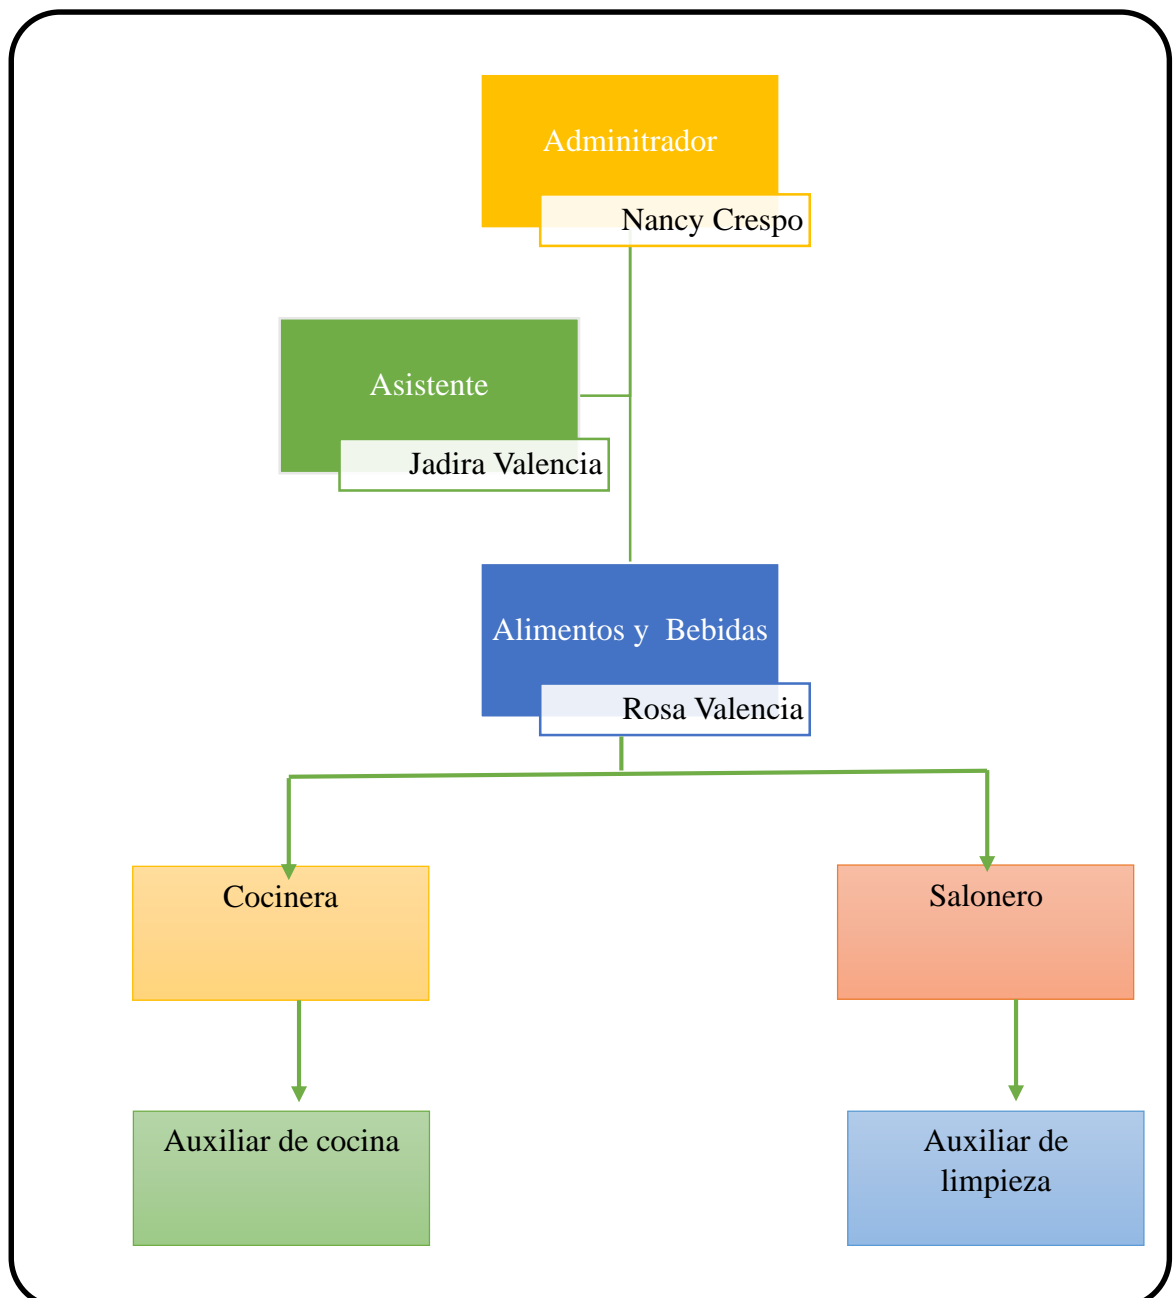 Adminitrador
Nancy Crespo
Asistente
Jadira Valencia
Alimentos y  Bebidas
Rosa Valencia
Cocinera
Salonero
Auxiliar de cocina
Auxiliar de
limpieza